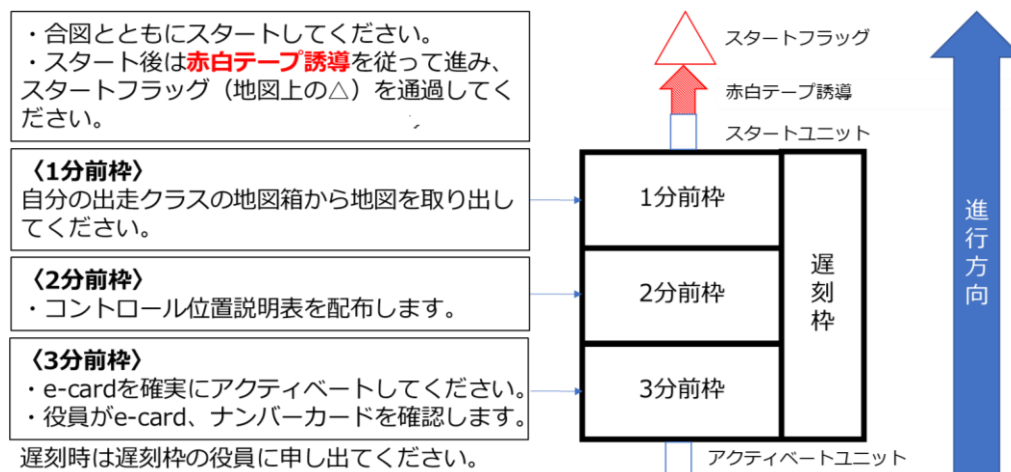 ・合図とともにスタートしてください。
・スタート後は赤白テープ誘導を従って進み、
スタートフラッグ（地図上の△）を通過してく
ださい。
〈1分前枠〉
自分の出走クラスの地図箱から地図を取り出し
てください。
〈2分前枠〉
・コントロール位置説明表を配布します。
〈3分前枠〉
・e-cardを確実にアクティベートしてください。
・役員がe-card、ナンバーカードを確認します。
遅刻時は遅刻枠の役員に申し出てください。
スタートフラッグ
赤白テープ誘導
スタートユニット
1分前枠
2分前枠
3分前枠
遅刻枠
アクティベートユニット
進行方向